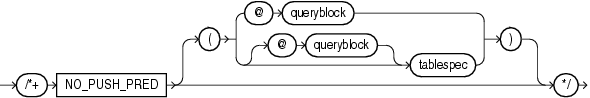 @ queryblock
( @ queryblock tablespec )
/*+ NO_PUSH_PRED */